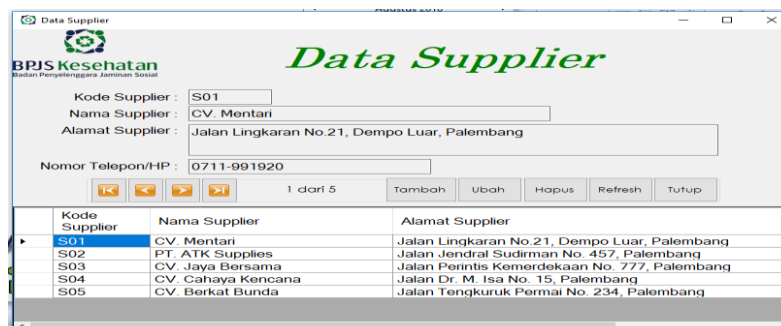 Agustus 2018
Data Supplier
BPJS Kesehatan
Badan Penyelenggara Jaminan Sosial
Data Supplier
Kode Supplier : S01
Nama Supplier : CV. Mentari
Alamat Supplier : Jalan Lingkaran No.21, Dempo Luar, Palembang
Nomor Telepon/HP : 0711-991920
1 dari 5 Tambah Ubah Hapus Refresh Tutup
Kode Supplier Nama Supplier Alamat Supplier
S01 CV. Mentari Jalan Lingkaran No.21, Dempo Luar, Palembang
S02 PT. ATK Supplies Jalan Jendral Sudirman No. 457, Palembang
S03 CV. Jaya Bersama Jalan Perintis Kemerdekaan No. 777, Palembang
S04 CV. Cahaya Kencana Jalan Dr. M. Isa No. 15, Palembang
S05 CV. Berkat Bunda Jalan Tengkuruk Permai No. 234, Palembang